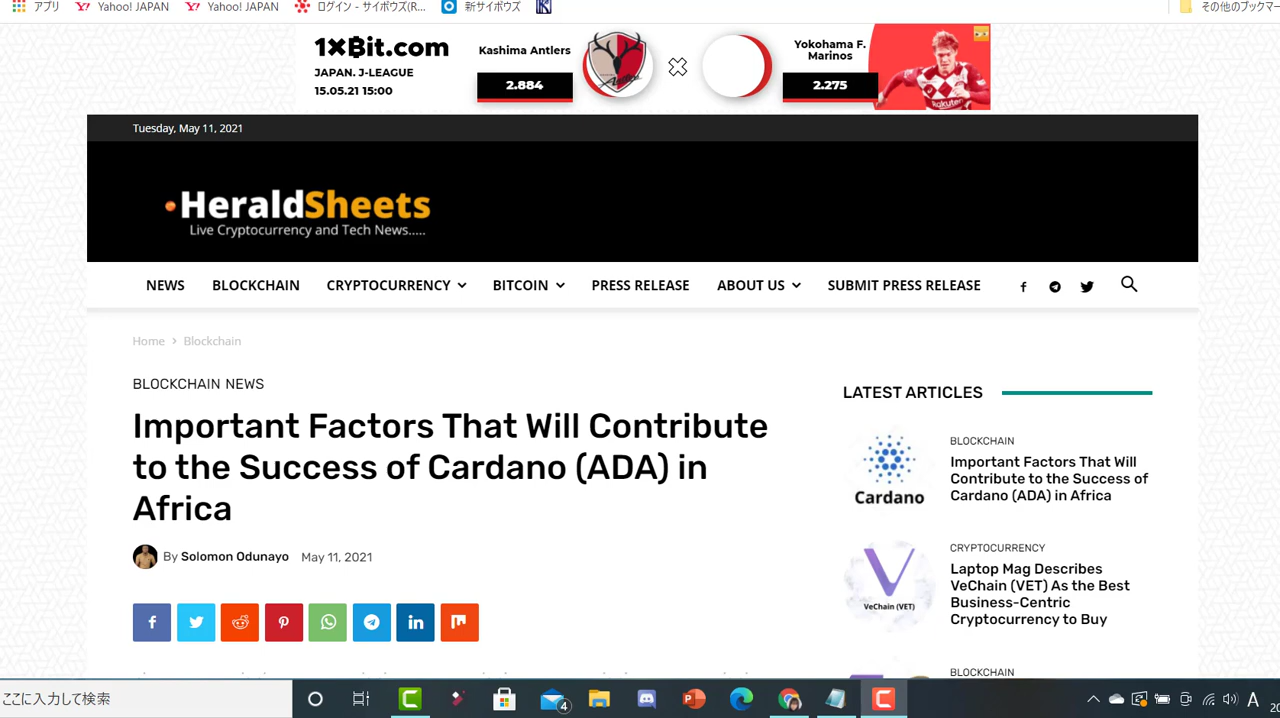 アプリ Yahoo! JAPAN Yahoo! JAPAN ログイン - サイボウズ(R... 新サイボウズ その他のブックマー
1XBit.com
JAPAN. J-LEAGUE
15.05.21 15:00
Kashima Antlers
2.884
Yokohama F.
Marinos
2.275
Rakuten
Tuesday, May 11, 2021
HeraldSheets
Live Cryptocurrency and Tech News.....
NEWS BLOCKCHAIN CRYPTOCURRENCY BITCOIN PRESS RELEASE ABOUT US SUBMIT PRESS RELEASE
Home > Blockchain
BLOCKCHAIN NEWS
Important Factors That Will Contribute
to the Success of Cardano (ADA) in
Africa
By Solomon Odunayo May 11, 2021
LATEST ARTICLES
Cardano
BLOCKCHAIN
Important Factors That Will
Contribute to the Success of
Cardano (ADA) in Africa
VeChain (VET)
CRYPTOCURRENCY
Laptop Mag Describes
VeChain (VET) As the Best
Business-Centric
Cryptocurrency to Buy
BLOCKCHAIN
ここに入力して検索
4
A
20